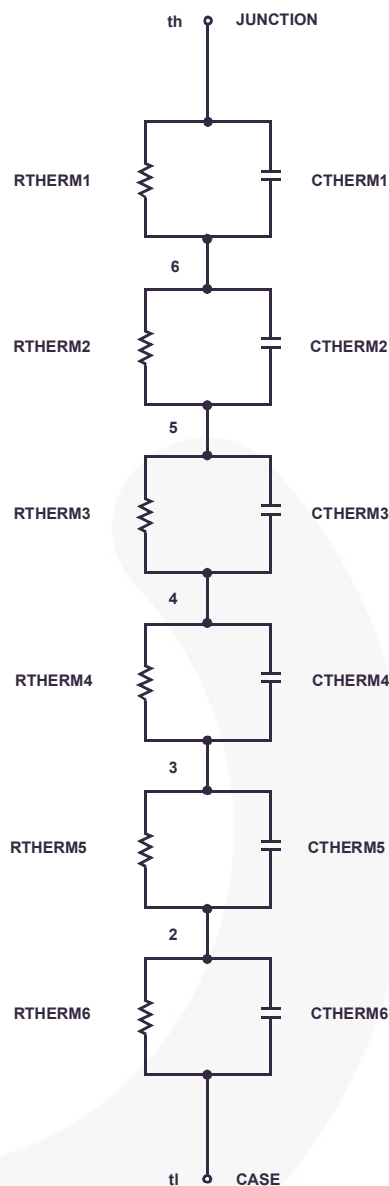 th JUNCTION
RTHERM1 CTHERM1
6
RTHERM2 CTHERM2
5
RTHERM3 CTHERM3
4
RTHERM4 CTHERM4
3
RTHERM5 CTHERM5
2
RTHERM6 CTHERM6
tl CASE